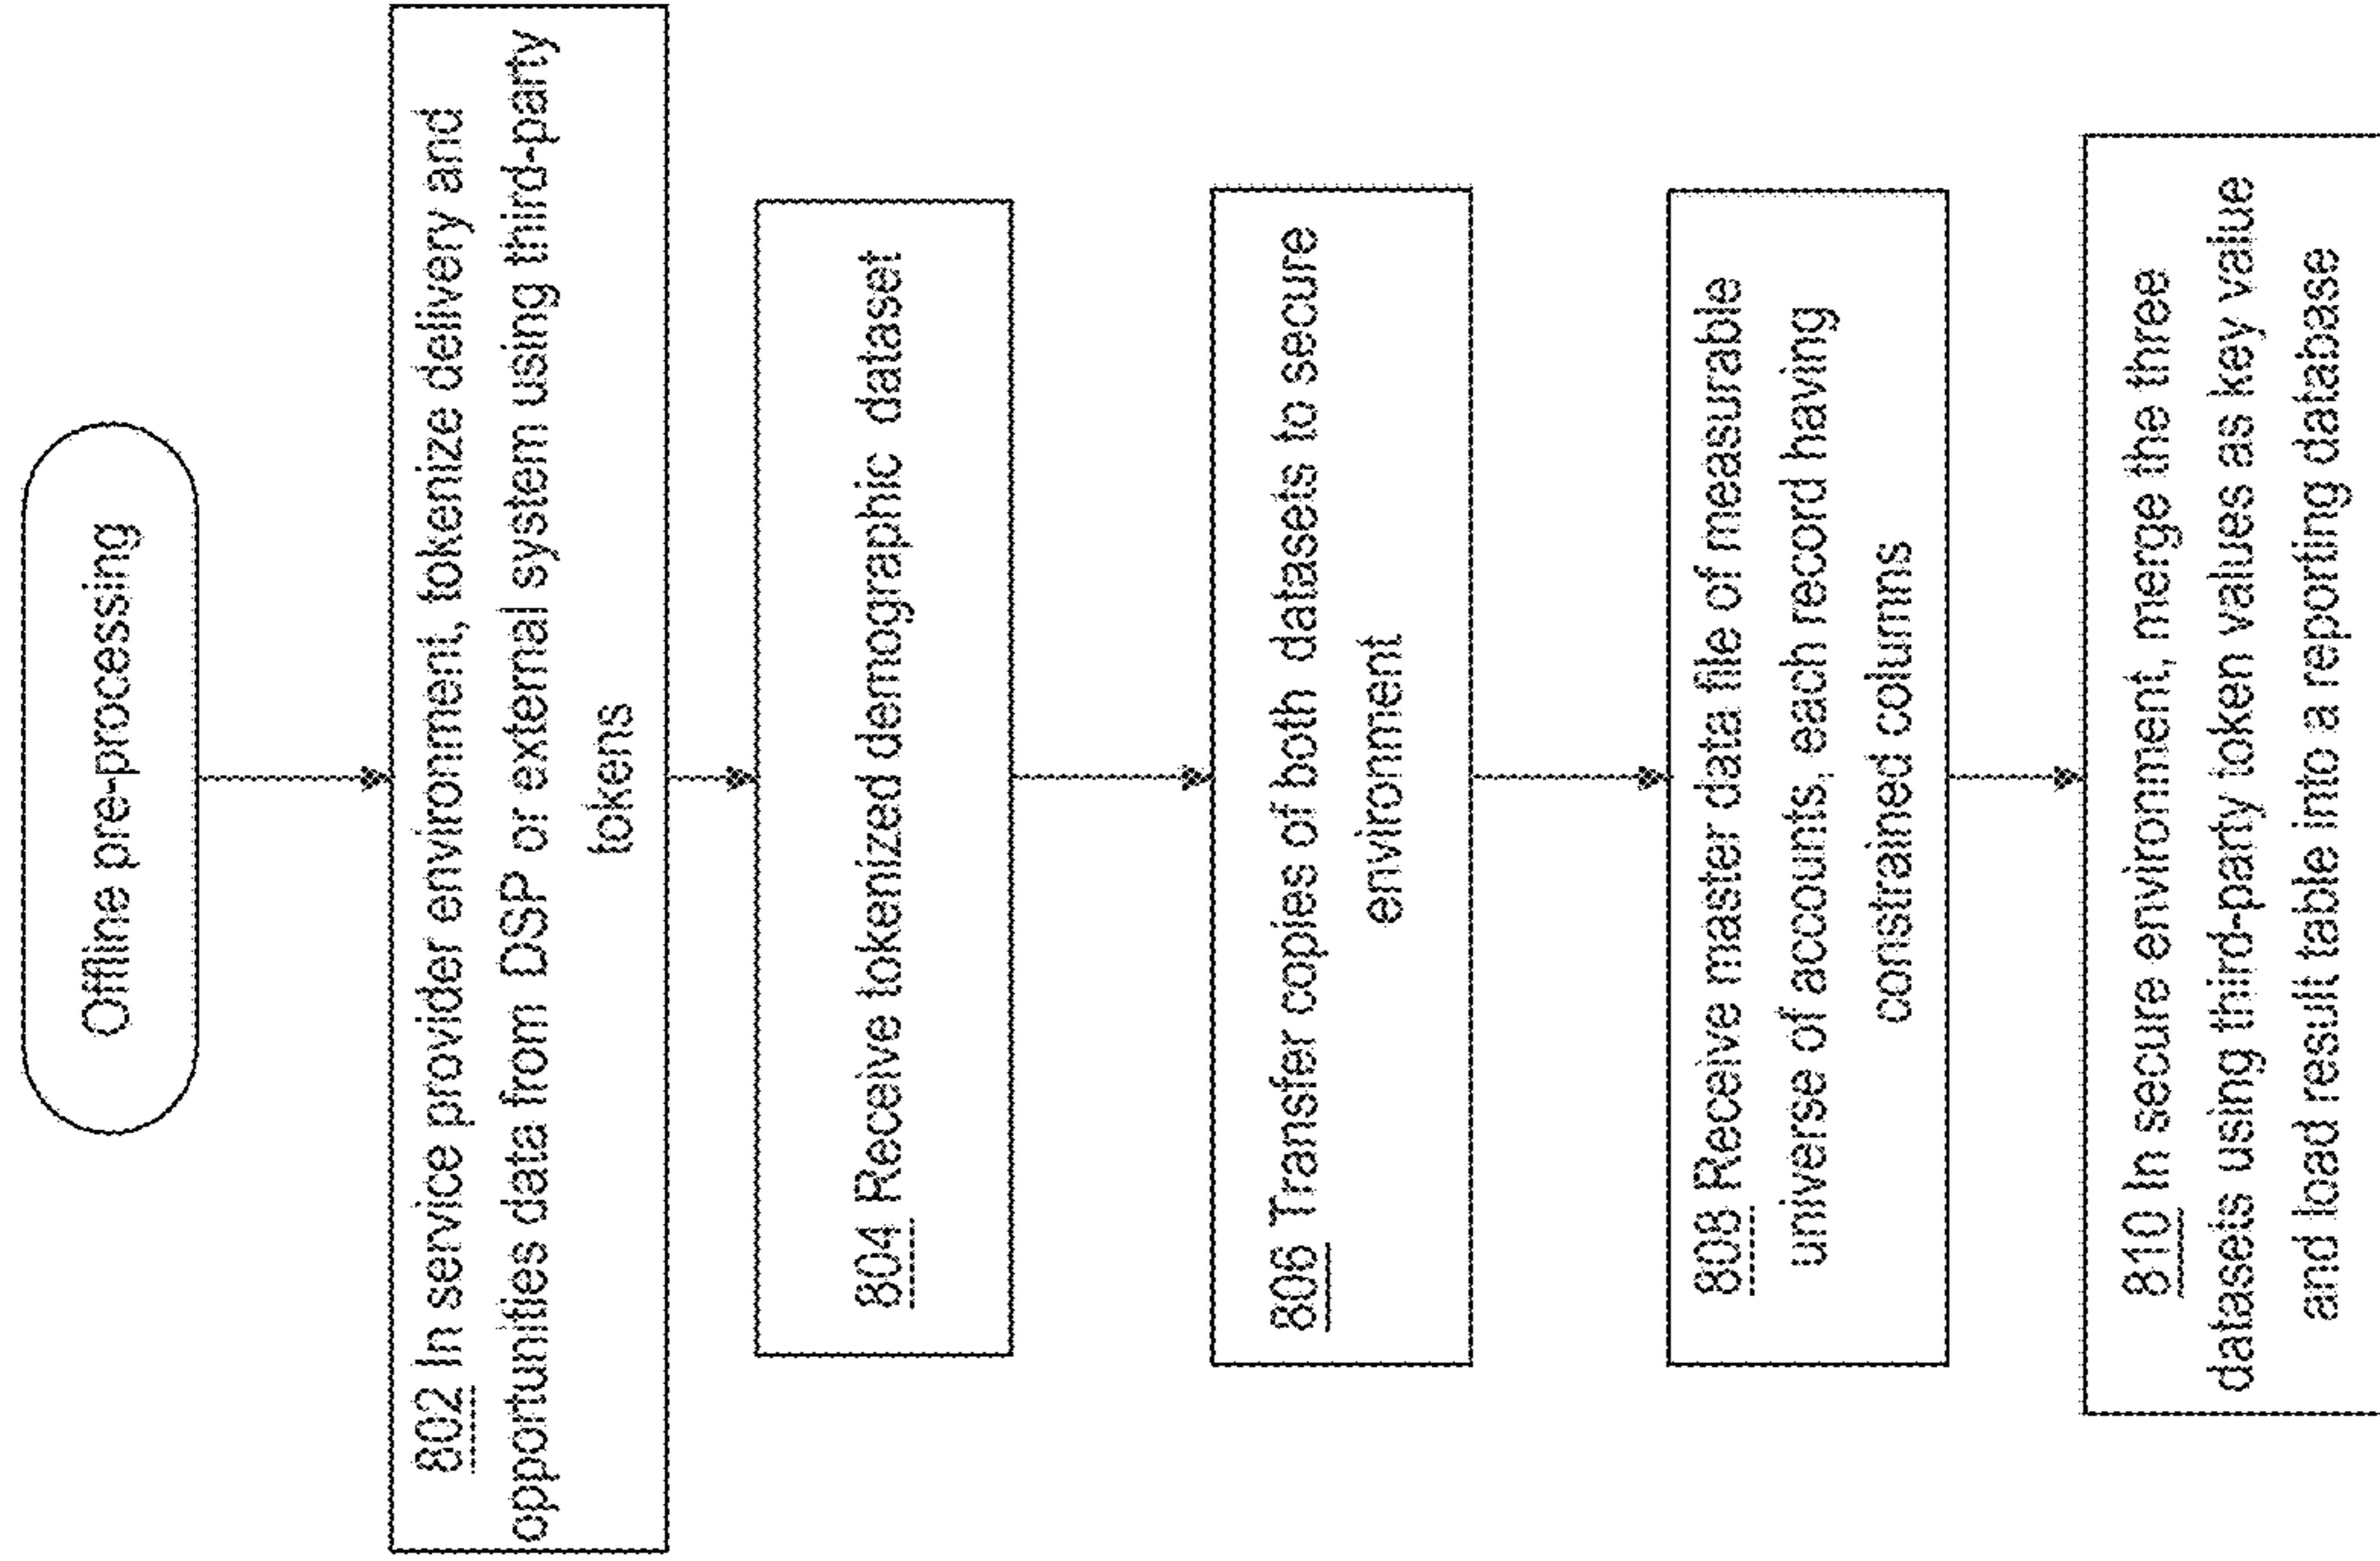 Offline pre-processing
802 In service provider environment, tokenize delivery and
opportunities data from DSP or external system using third-party
tokens
804 Receive tokenized demographic dataset
806 Transfer copies of both datasets to secure
environment
808 Receive master data file of measurable
universe of accounts, each record having
constrained columns
810 In secure environment, merge the three
datasets using third-party token values as key value
and load result table into a reporting database